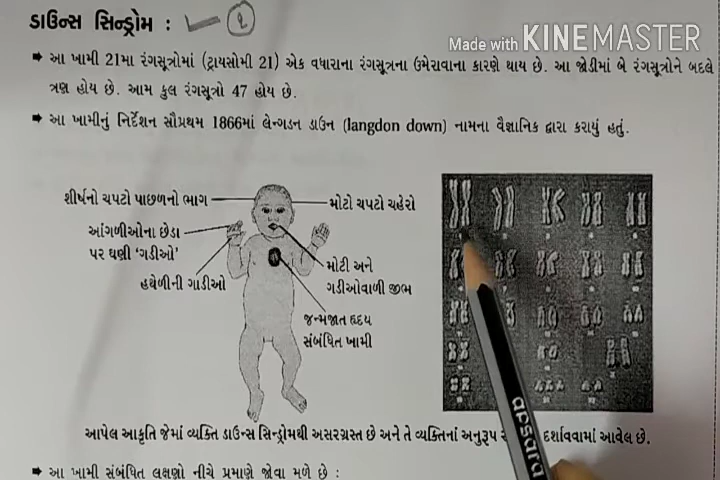 ડાઉન્સ સિન્ડ્રોમ : ૧
Made with KINEMASTER
➡ આ ખામી 21મા રંગસૂત્રોમાં (ટ્રાયસોમી 21) એક વધારાના રંગસૂત્રના ઉમેરાવાના કારણે થાય છે. આ જોડીમાં બે રંગસૂત્રોને બદલે
ત્રણ હોય છે. આમ કુલ રંગસૂત્રો 47 હોય છે.
➡ આ ખામીનું નિર્દેશન સૌપ્રથમ 1866માં લેન્ગડન ડાઉન (langdon down) નામના વૈજ્ઞાનિક દ્વારા કરાયું હતું.
શીર્ષનો ચપટો પાછળનો ભાગ
મોટો ચપટો ચહેરો
આંગળીઓના છેડા
પર ઘણી ‘ગડીઓ’
હથેળીની ગાડીઓ
મોટી અને
ગડીઓવાળી જીભ
જન્મજાત હૃદય
સંબંધિત ખામી
apsara
આપેલ આકૃતિ જેમાં વ્યક્તિ ડાઉન્સ સિન્ડ્રોમથી અસરગ્રસ્ત છે અને તે વ્યક્તિનાં અનુરૂપ દર્શાવવામાં આવેલ છે.
➡ આ ખામી સંબંધિત લક્ષણો નીચે પ્રમાણે જોવા મળે છે :